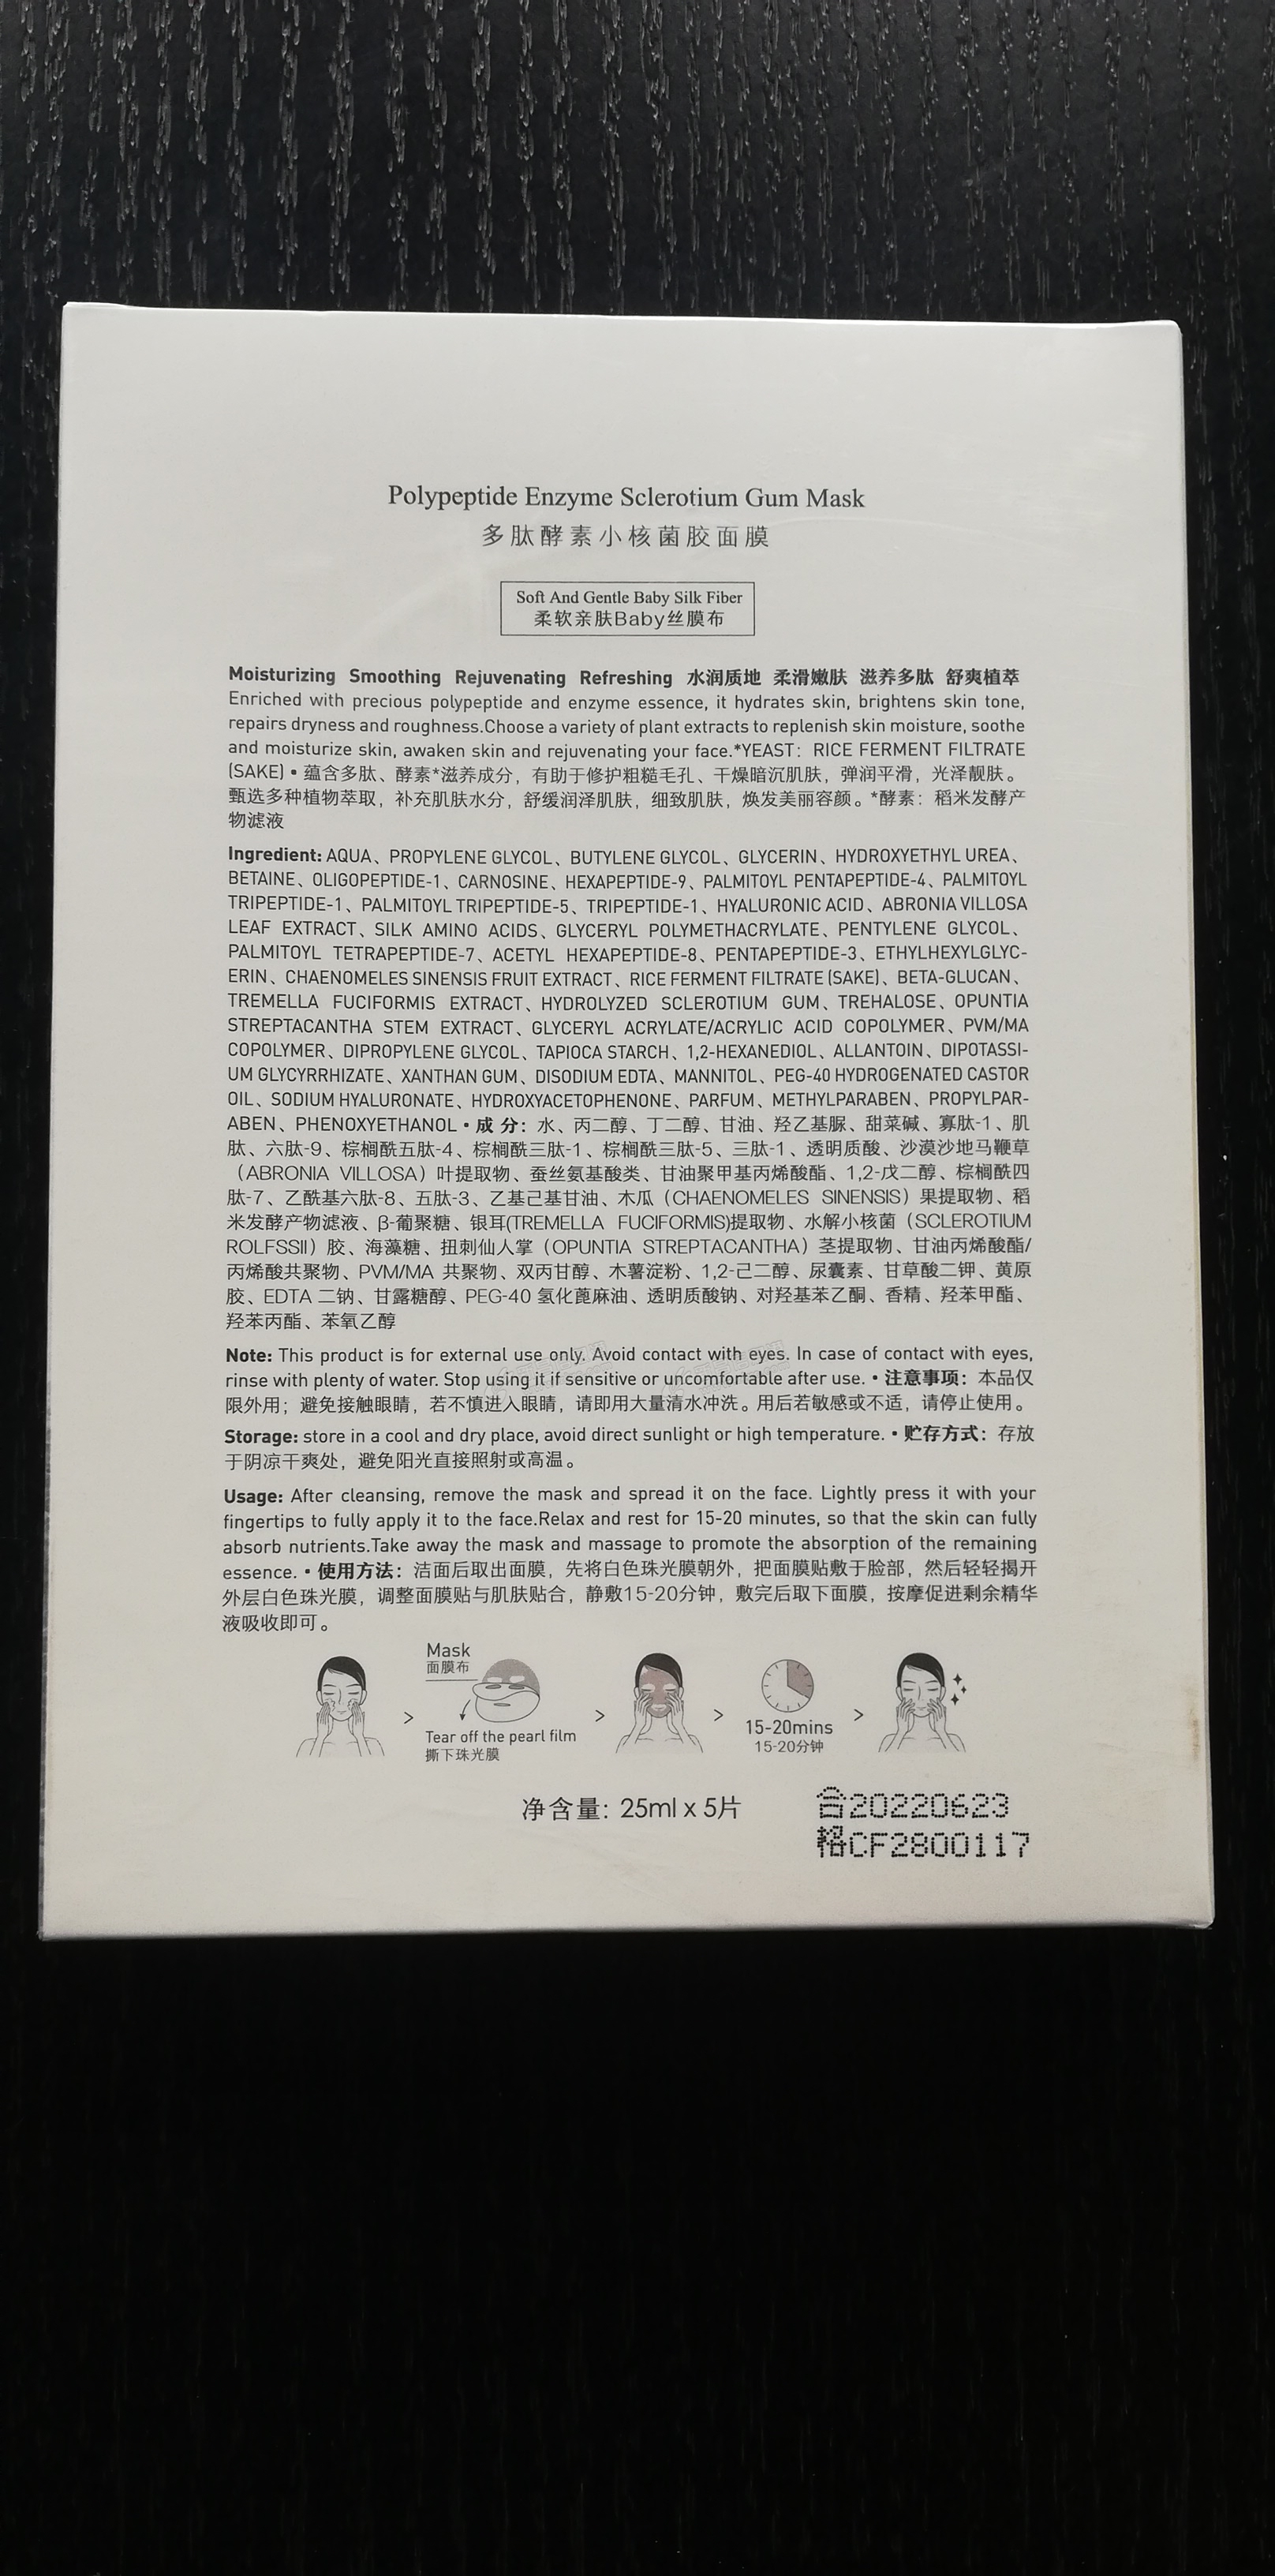 Polypeptide Enzyme Sclerotium Gum Mask
多肽酵素小核菌胶面膜
Soft And Gentle Baby Silk Fiber
柔软亲肤Baby丝膜布
Moisturizing Smoothing Rejuvenating Refreshing 水润质地 柔滑嫩肤 滋养多肽 舒爽植萃
Enriched with precious polypeptide and enzyme essence, it hydrates skin, brightens skin tone,
repairs dryness and roughness.Choose a variety of plant extracts to replenish skin moisture, soothe
and moisturize skin, awaken skin and rejuvenating your face.*YEAST: RICE FERMENT FILTRATE
(SAKE) • 蕴含多肽、酵素*滋养成分，有助于修护粗糙毛孔、干燥暗沉肌肤，弹润平滑，光泽靓肤。
甄选多种植物萃取，补充肌肤水分，舒缓润泽肌肤，细致肌肤，焕发美丽容颜。*酵素：稻米发酵产
物滤液
Ingredient: AQUA、PROPYLENE GLYCOL、BUTYLENE GLYCOL、GLYCERIN、HYDROXYETHYL UREA、
BETAINE、OLIGOPEPTIDE-1、CARNOSINE、HEXAPEPTIDE-9、PALMITOYL PENTAPEPTIDE-4、PALMITOYL
TRIPEPTIDE-1、PALMITOYL TRIPEPTIDE-5、TRIPEPTIDE-1、HYALURONIC ACID、ABRONIA VILLOSA
LEAF EXTRACT、SILK AMINO ACIDS、GLYCERYL POLYMETHACRYLATE、PENTYLENE GLYCOL、
PALMITOYL TETRAPEPTIDE-7、ACETYL HEXAPEPTIDE-8、PENTAPEPTIDE-3、ETHYLHEXYLGLYC-
ERIN、CHAENOMELES SINENSIS FRUIT EXTRACT、RICE FERMENT FILTRATE (SAKE)、BETA-GLUCAN、
TREMELLA FUCIFORMIS EXTRACT、HYDROLYZED SCLEROTIUM GUM、TREHALOSE、OPUNTIA
STREPTACANTHA STEM EXTRACT、GLYCERYL ACRYLATE/ACRYLIC ACID COPOLYMER、PVM/MA
COPOLYMER、DIPROPYLENE GLYCOL、TAPIOCA STARCH、1,2-HEXANEDIOL、ALLANTOIN、DIPOTASSI-
UM GLYCYRRHIZATE、XANTHAN GUM、DISODIUM EDTA、MANNITOL、PEG-40 HYDROGENATED CASTOR
OIL、SODIUM HYALURONATE、HYDROXYACETOPHENONE、PARFUM、METHYLPARABEN、PROPYLPAR-
ABEN、PHENOXYETHANOL • 成 分：水、丙二醇、丁二醇、甘油、羟乙基脲、甜菜碱、寡肽-1、肌
肽、六肽-9、棕榈酰五肽-4、棕榈酰三肽-1、棕榈酰三肽-5、三肽-1、透明质酸、沙漠沙地马鞭草
（ABRONIA VILLOSA）叶提取物、蚕丝氨基酸类、甘油聚甲基丙烯酸酯、1,2-戊二醇、棕榈酰四
肽-7、乙酰基六肽-8、五肽-3、乙基己基甘油、木瓜（CHAENOMELES SINENSIS）果提取物、稻
米发酵产物滤液、β-葡聚糖、银耳(TREMELLA FUCIFORMIS)提取物、水解小核菌（SCLEROTIUM
ROLFSSII）胶、海藻糖、扭刺仙人掌（OPUNTIA STREPTACANTHA）茎提取物、甘油丙烯酸酯/
丙烯酸共聚物、PVM/MA 共聚物、双丙甘醇、木薯淀粉、1,2-己二醇、尿囊素、甘草酸二钾、黄原
胶、EDTA 二钠、甘露糖醇、PEG-40 氢化蓖麻油、透明质酸钠、对羟基苯乙酮、香精、羟苯甲酯、
羟苯丙酯、苯氧乙醇
Note: This product is for external use only. Avoid contact with eyes. In case of contact with eyes,
rinse with plenty of water. Stop using it if sensitive or uncomfortable after use. • 注意事项：本品仅
限外用；避免接触眼睛，若不慎进入眼睛，请即用大量清水冲洗。用后若敏感或不适，请停止使用。
Storage: store in a cool and dry place, avoid direct sunlight or high temperature. • 贮存方式：存放
于阴凉干爽处，避免阳光直接照射或高温。
Usage: After cleansing, remove the mask and spread it on the face. Lightly press it with your
fingertips to fully apply it to the face.Relax and rest for 15-20 minutes, so that the skin can fully
absorb nutrients.Take away the mask and massage to promote the absorption of the remaining
essence. • 使用方法：洁面后取出面膜，先将白色珠光膜朝外，把面膜贴敷于脸部，然后轻轻揭开
外层白色珠光膜，调整面膜贴与肌肤贴合，静敷15-20分钟，敷完后取下面膜，按摩促进剩余精华
液吸收即可。
Mask
面膜布
Tear off the pearl film
撕下珠光膜
15-20mins
15-20分钟
净含量: 25ml x 5片
合20220623
格CF2800117